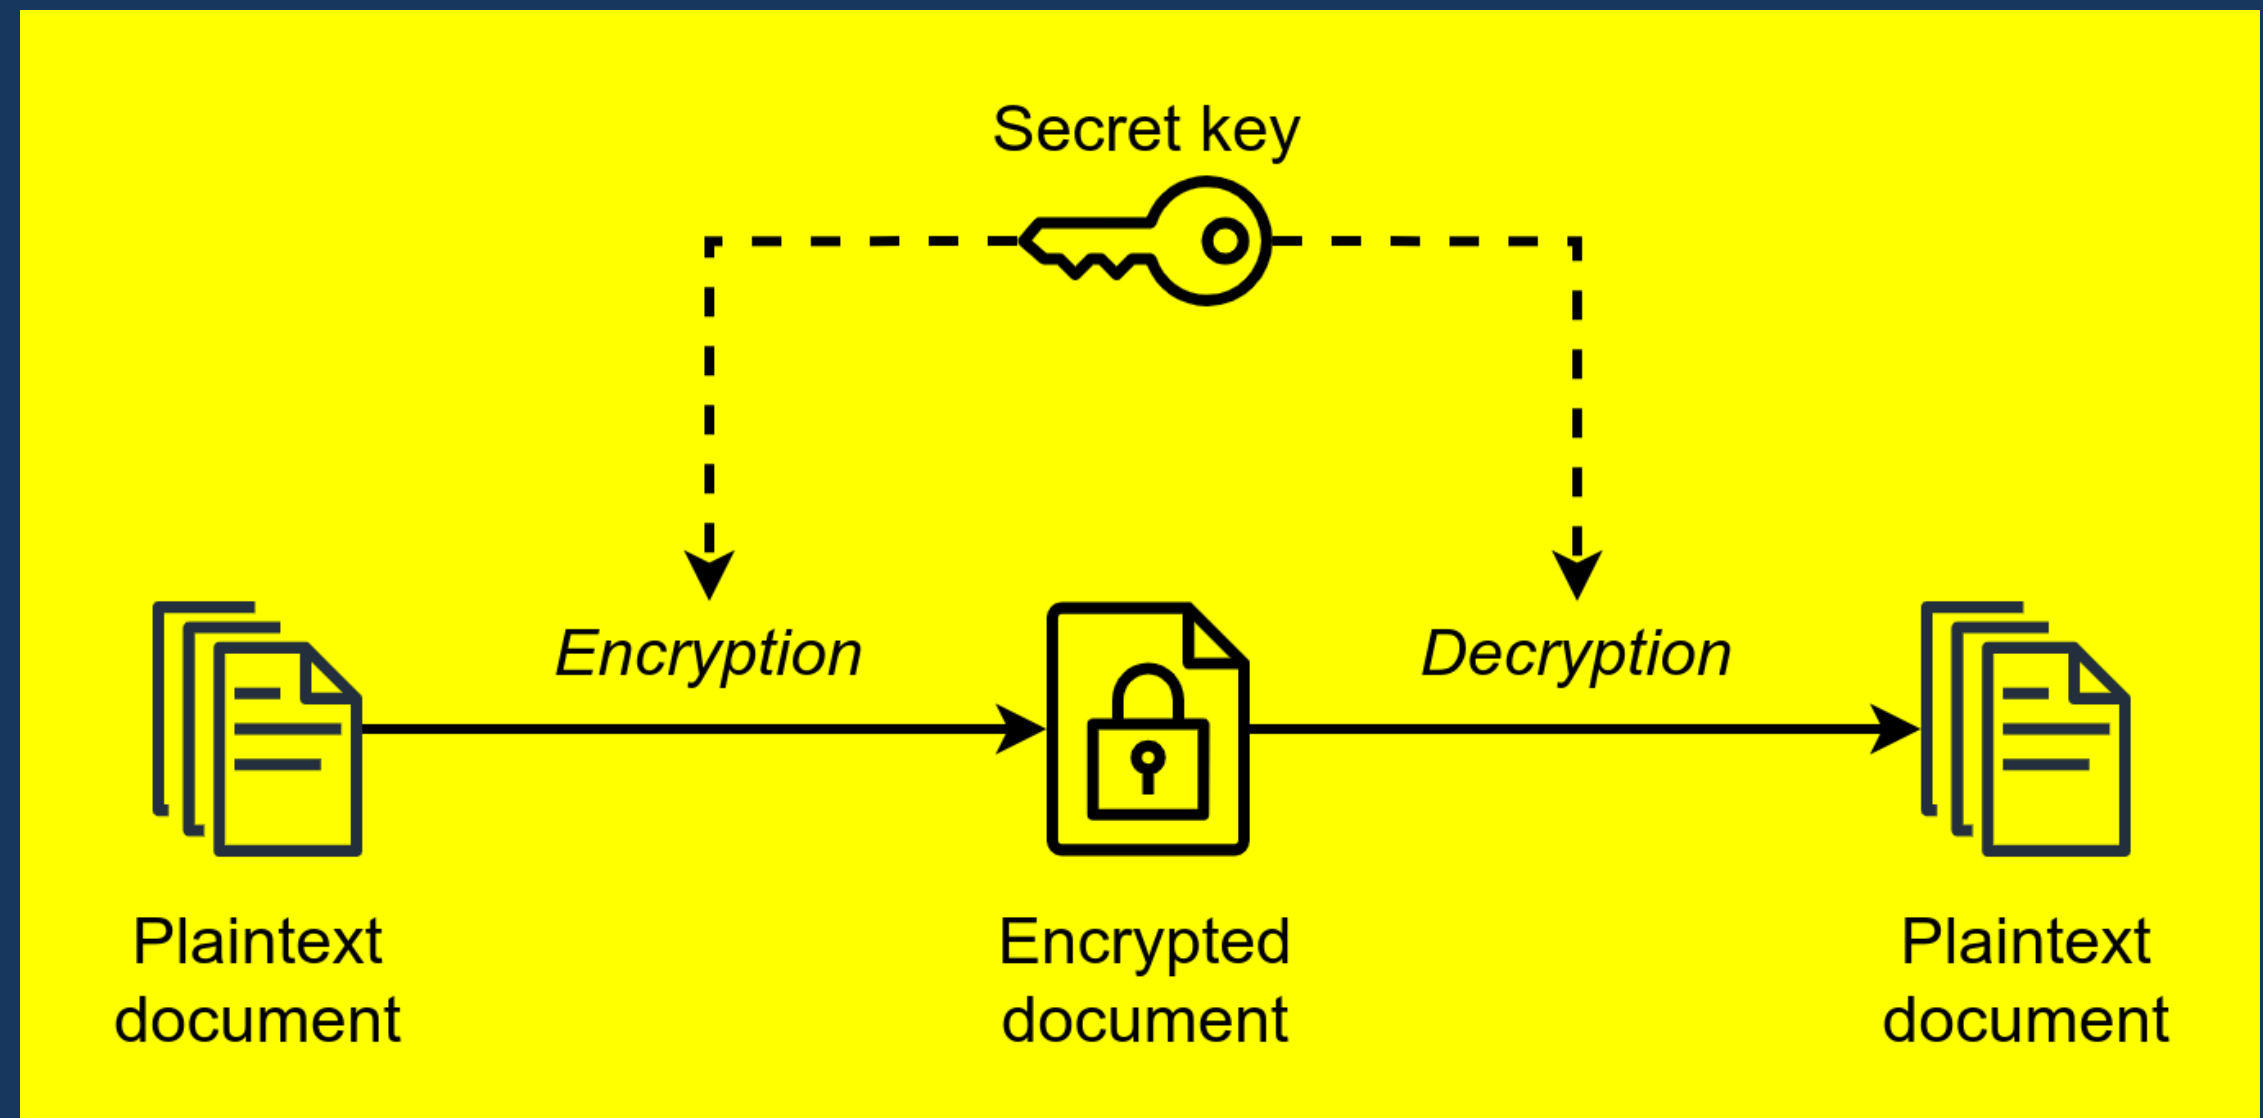 Secret key
Encryption
Decryption
Plaintext
document
Encrypted
document
Plaintext
document